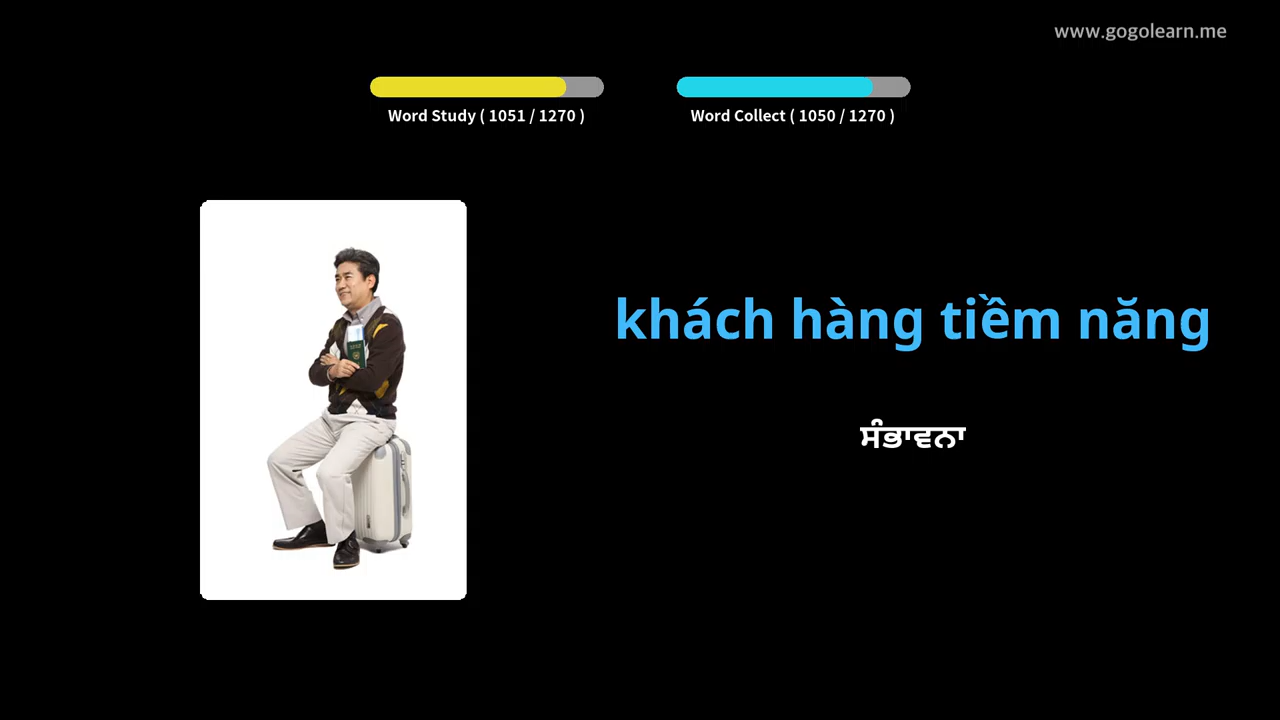 www.gogolearn.me
Word Study ( 1051 / 1270 )
Word Collect ( 1050 / 1270 )
khách hàng tiềm năng
ਸੰਭਾਵਨਾ